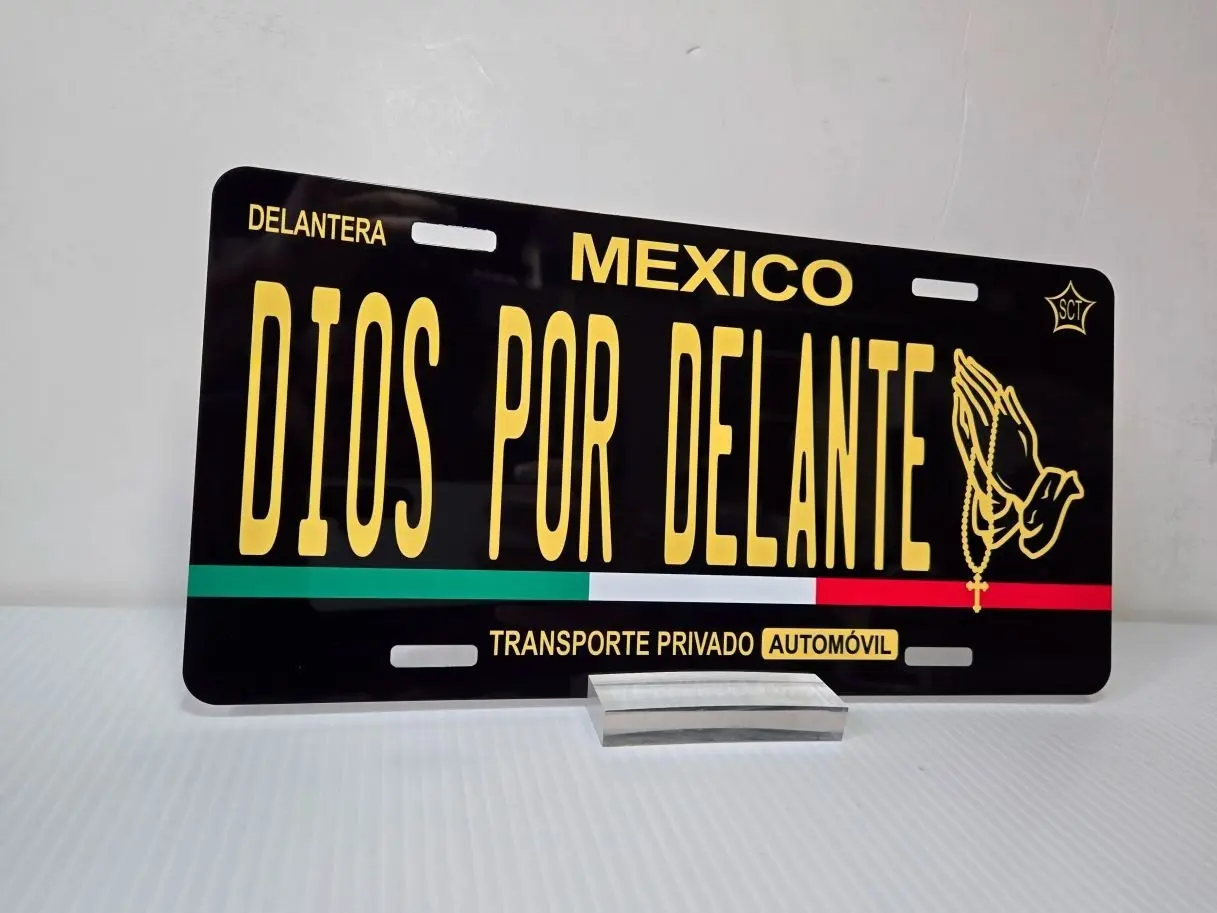 DELANTERA
MEXICO
SCT
DIOS POR DELANTE
TRANSPORTE PRIVADO AUTOMÓVIL